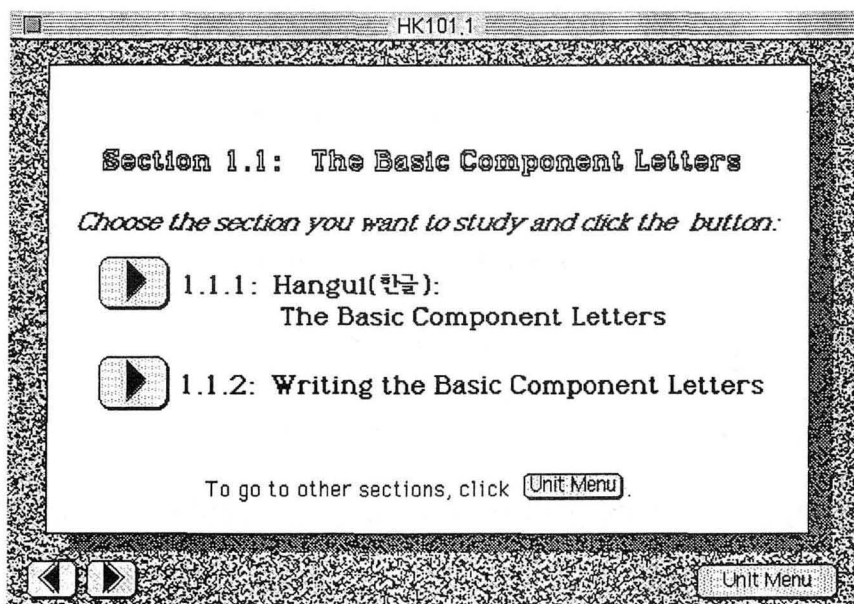 HK101.1
Section 1.1: The Basic Component Letters
Choose the section you want to study and click the button:
1.1.1: Hangul(한글):
The Basic Component Letters
1.1.2: Writing the Basic Component Letters
To go to other sections, click Unit Menu.
Unit Menu